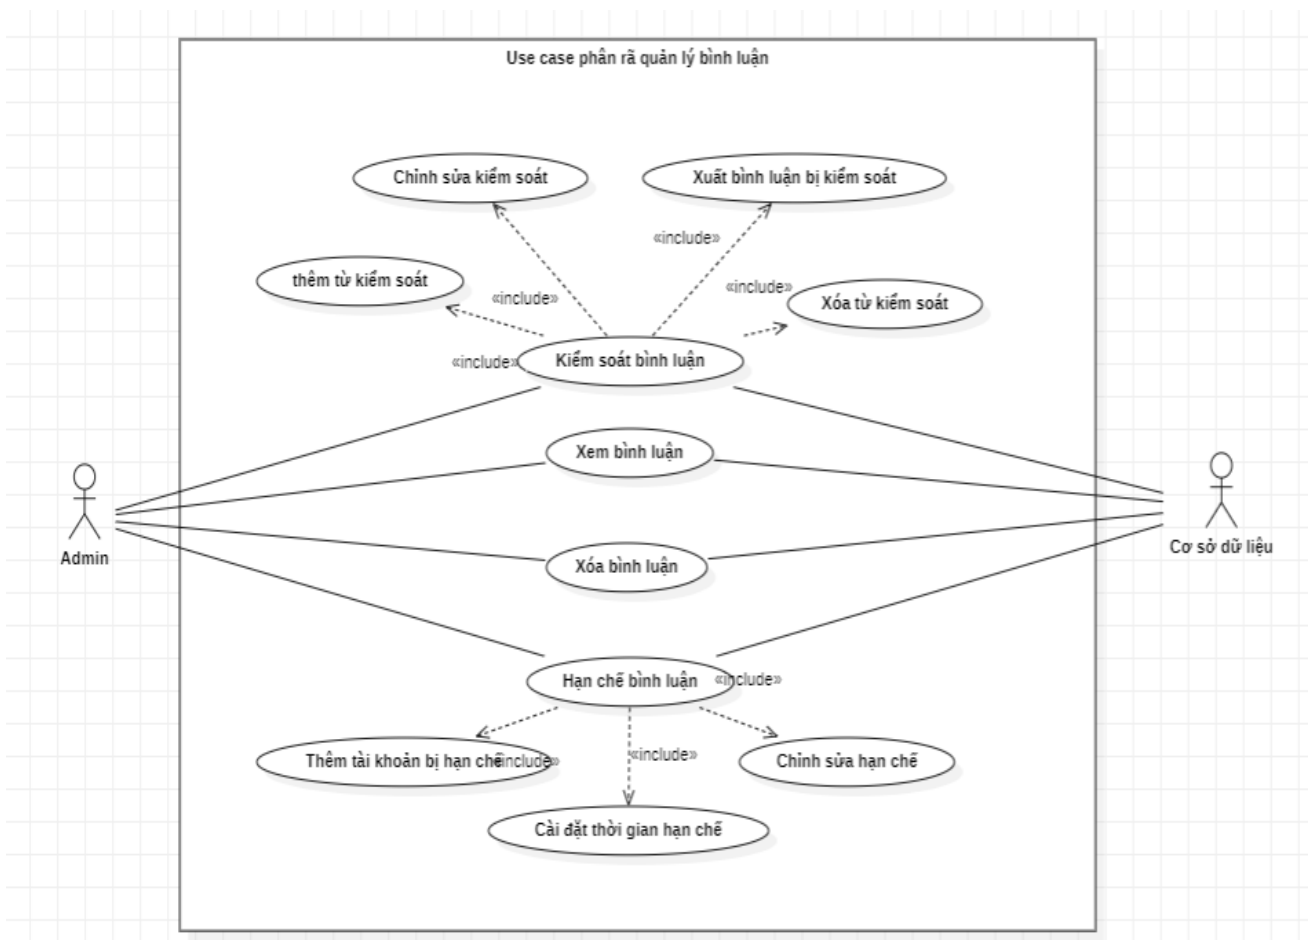 Use case phân rã quản lý bình luận
Chỉnh sửa kiểm soát
Xuất bình luận bị kiểm soát
«include»
thêm từ kiểm soát
«include»
«include»
Xóa từ kiểm soát
«include»
Kiểm soát bình luận
Xem bình luận
Admin
Cơ sở dữ liệu
Xóa bình luận
Hạn chế bình luận
«include»
Thêm tài khoản bị hạn chế
«include»
«include»
Chỉnh sửa hạn chế
Cài đặt thời gian hạn chế